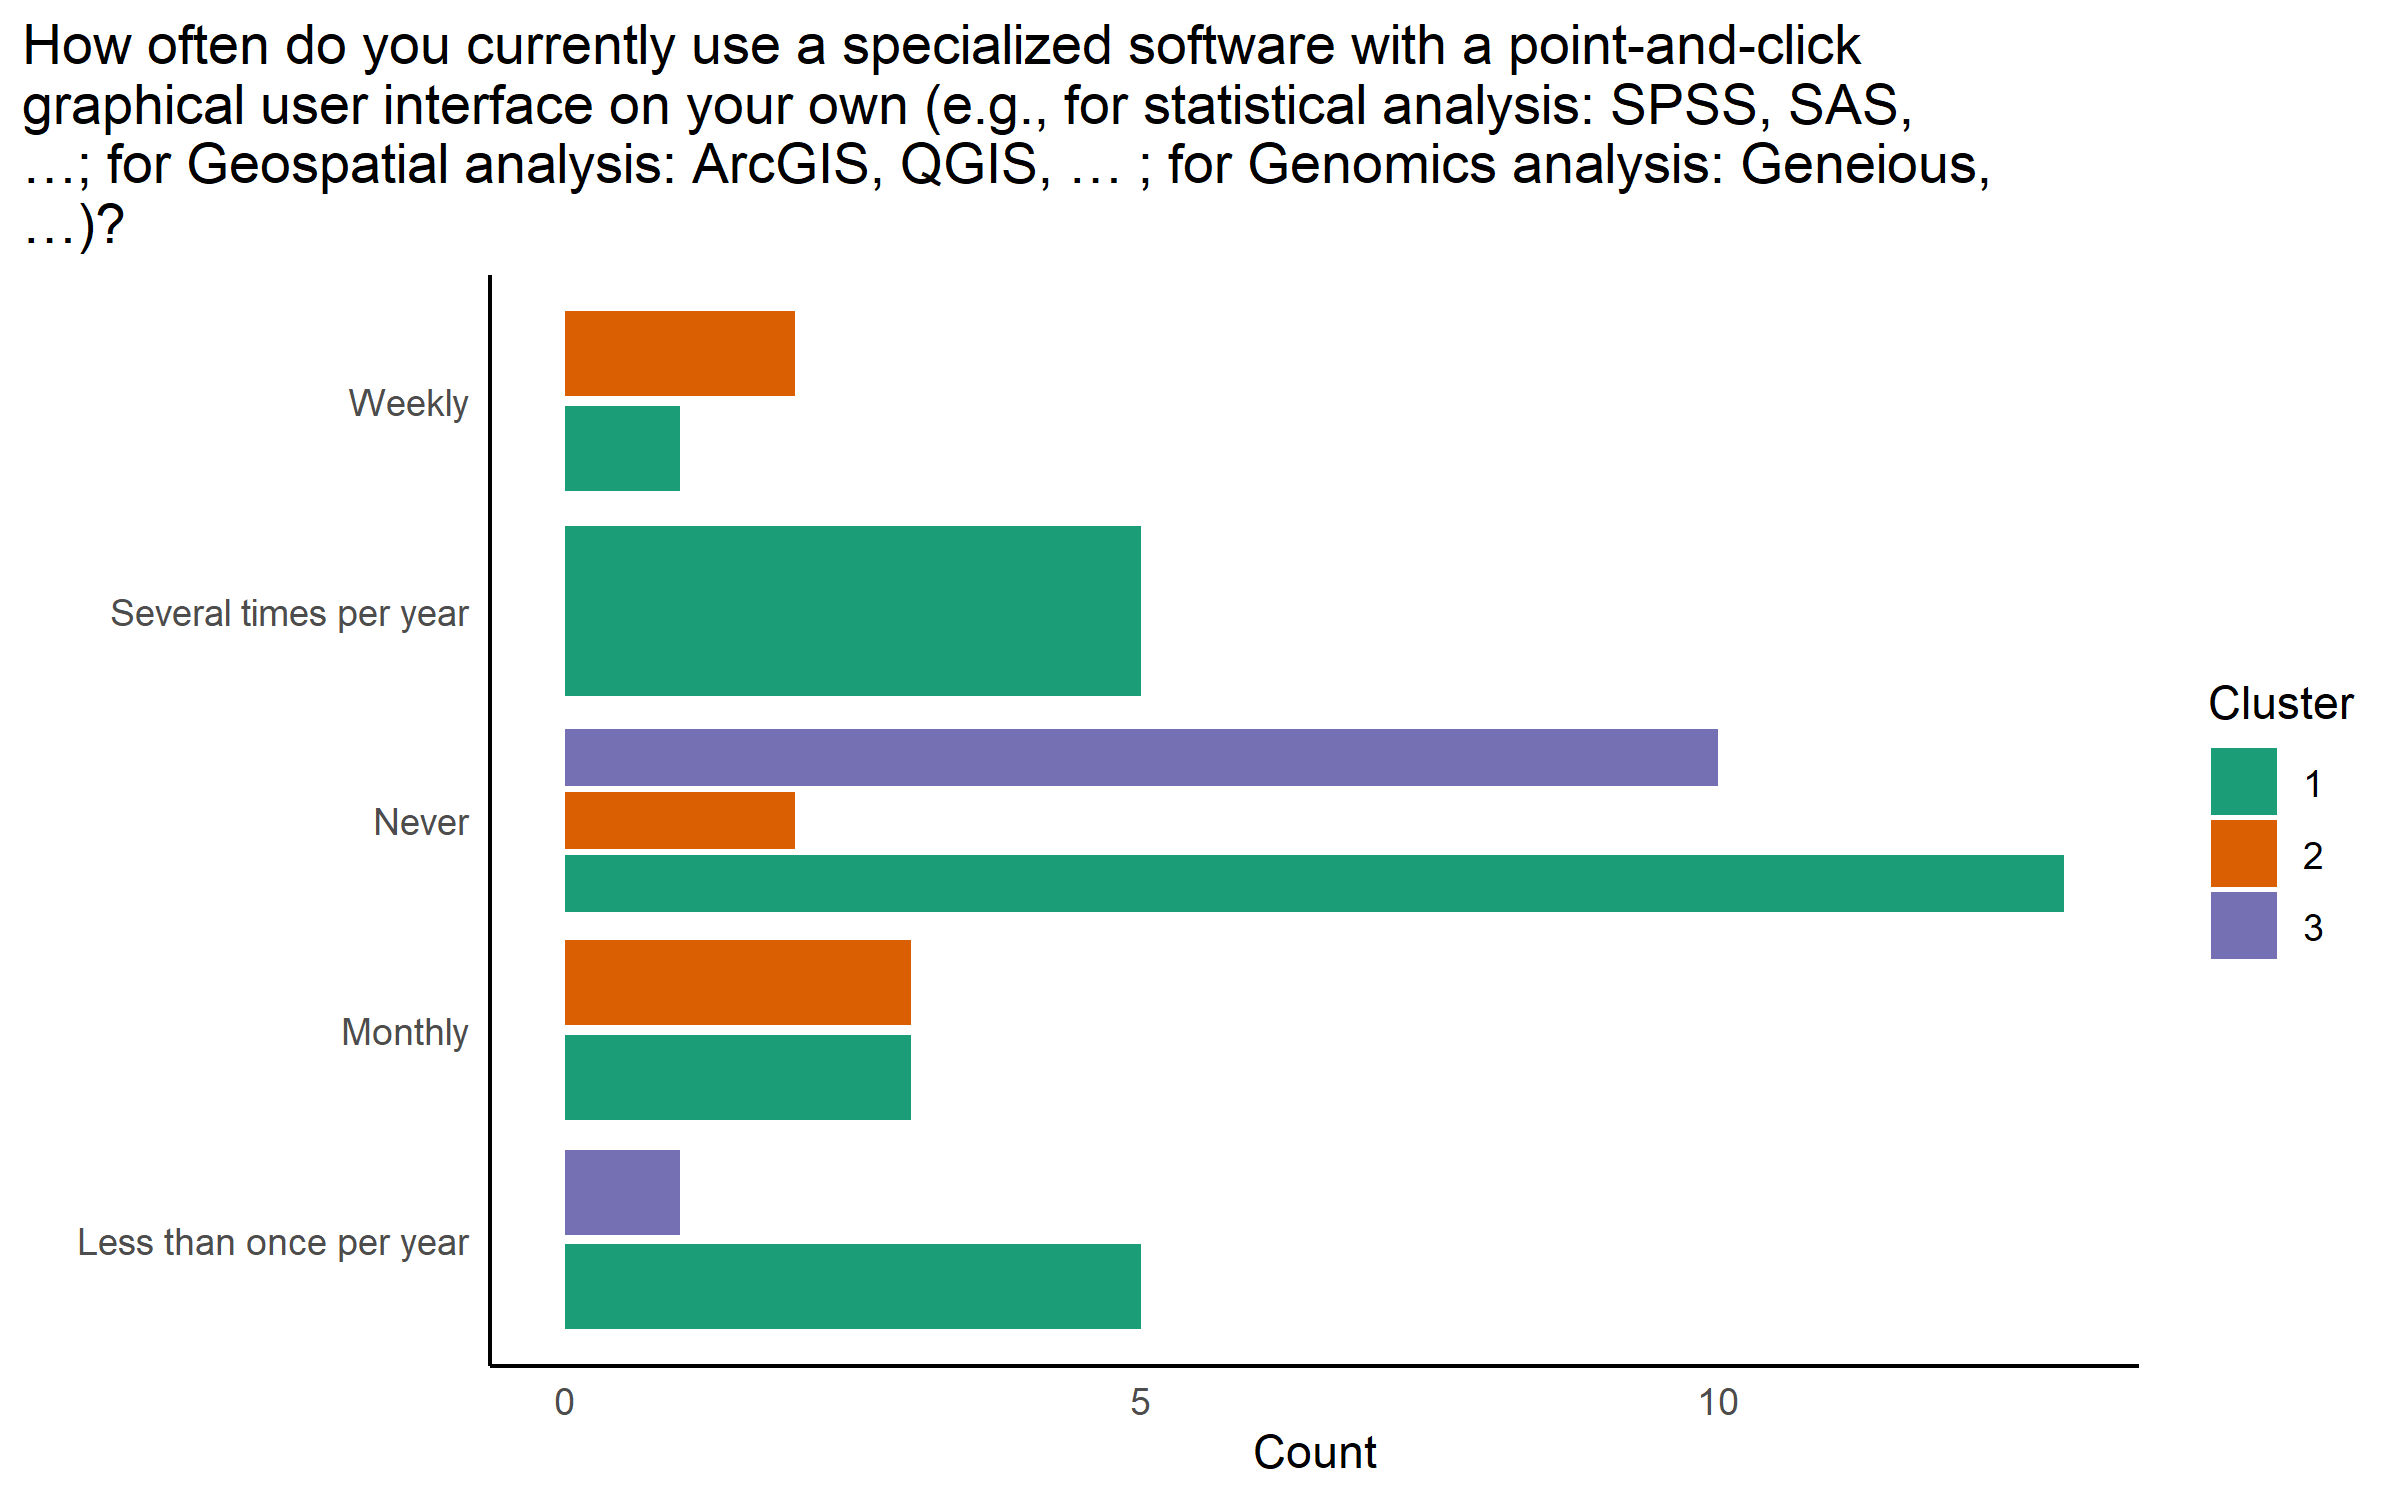 How often do you currently use a specialized software with a point-and-click
graphical user interface on your own (e.g., for statistical analysis: SPSS, SAS,
…; for Geospatial analysis: ArcGIS, QGIS, … ; for Genomics analysis: Geneious,
…)?
Weekly
Several times per year
Never
Monthly
Less than once per year
0 5 10
Count
Cluster
1
2
3